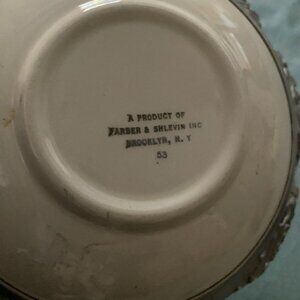 A PRODUCT OF
FARBER & SHLEVIN INC
BROOKLYN, N. Y
53